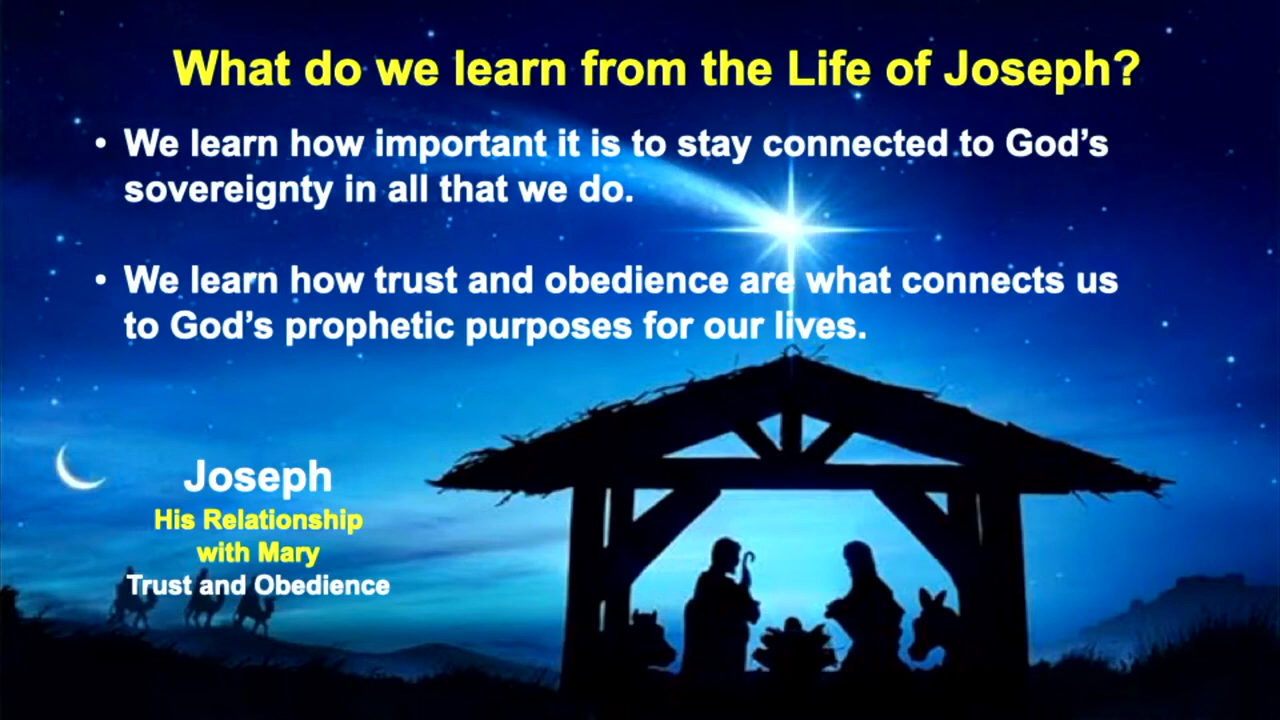 What do we learn from the Life of Joseph?
• We learn how important it is to stay connected to God’s
sovereignty in all that we do.
• We learn how trust and obedience are what connects us
to God’s prophetic purposes for our lives.
Joseph
His Relationship
with Mary
Trust and Obedience